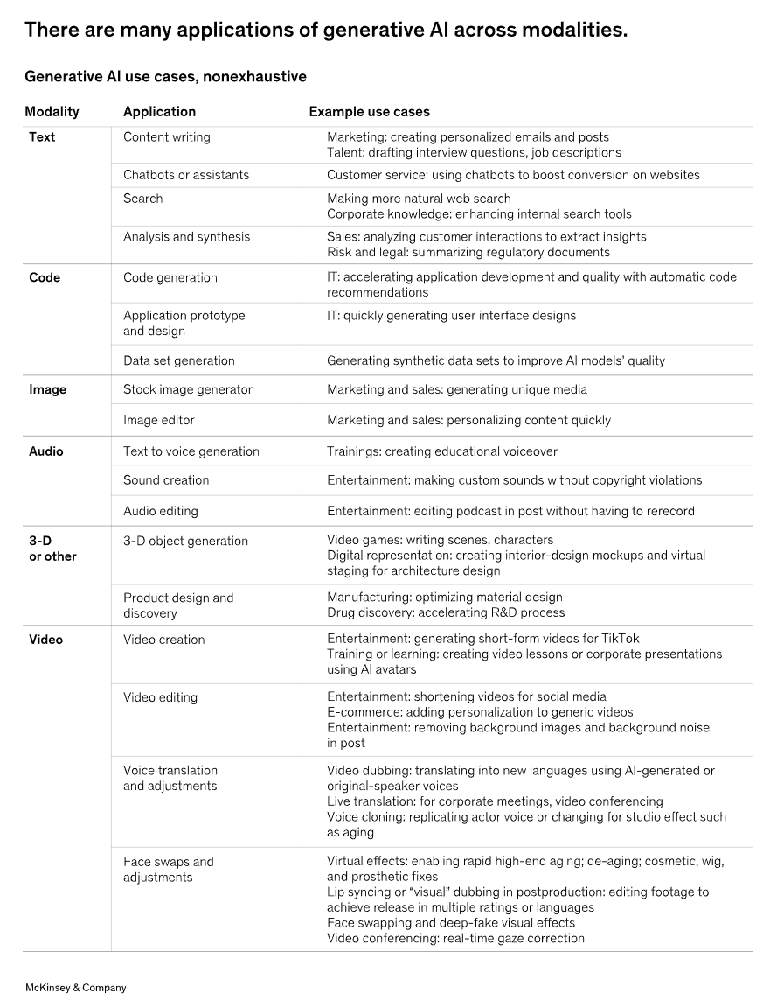 There are many applications of generative AI across modalities.
Generative AI use cases, nonexhaustive
Modality Application Example use cases
Text Content writing Marketing: creating personalized emails and posts
Talent: drafting interview questions, job descriptions
Chatbots or assistants Customer service: using chatbots to boost conversion on websites
Search Making more natural web search
Corporate knowledge: enhancing internal search tools
Analysis and synthesis Sales: analyzing customer interactions to extract insights
Risk and legal: summarizing regulatory documents
Code Code generation IT: accelerating application development and quality with automatic code
recommendations
Application prototype IT: quickly generating user interface designs
and design
Data set generation Generating synthetic data sets to improve AI models’ quality
Image Stock image generator Marketing and sales: generating unique media
Image editor Marketing and sales: personalizing content quickly
Audio Text to voice generation Trainings: creating educational voiceover
Sound creation Entertainment: making custom sounds without copyright violations
Audio editing Entertainment: editing podcast in post without having to rerecord
3-D 3-D object generation Video games: writing scenes, characters
or other Digital representation: creating interior-design mockups and virtual
staging for architecture design
Product design and Manufacturing: optimizing material design
discovery Drug discovery: accelerating R&D process
Video Video creation Entertainment: generating short-form videos for TikTok
Training or learning: creating video lessons or corporate presentations
using AI avatars
Video editing Entertainment: shortening videos for social media
E-commerce: adding personalization to generic videos
Entertainment: removing background images and background noise
in post
Voice translation Video dubbing: translating into new languages using AI-generated or
and adjustments original-speaker voices
Live translation: for corporate meetings, video conferencing
Voice cloning: replicating actor voice or changing for studio effect such
as aging
Face swaps and Virtual effects: enabling rapid high-end aging; de-aging; cosmetic, wig,
adjustments and prosthetic fixes
Lip syncing or “visual” dubbing in postproduction: editing footage to
achieve release in multiple ratings or languages
Face swapping and deep-fake visual effects
Video conferencing: real-time gaze correction
McKinsey & Company